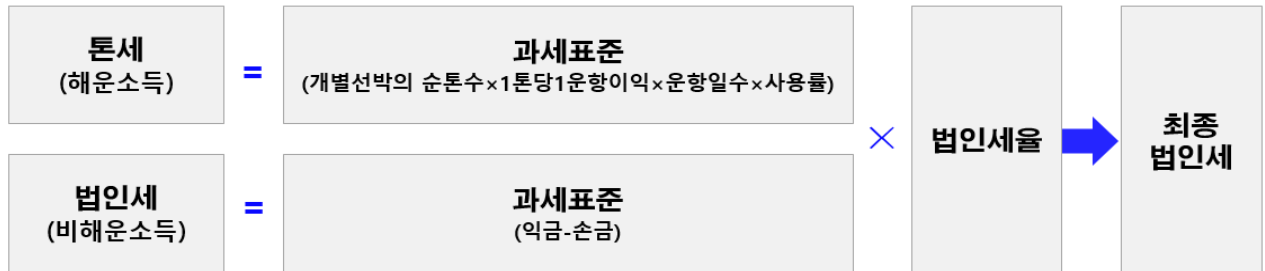 톤세
(해운소득)
=
과세표준
(개별선박의 순톤수×1톤당1운항이익×운항일수×사용률)
법인세
(비해운소득)
=
과세표준
(익금-손금)
×
법인세율
최종
법인세